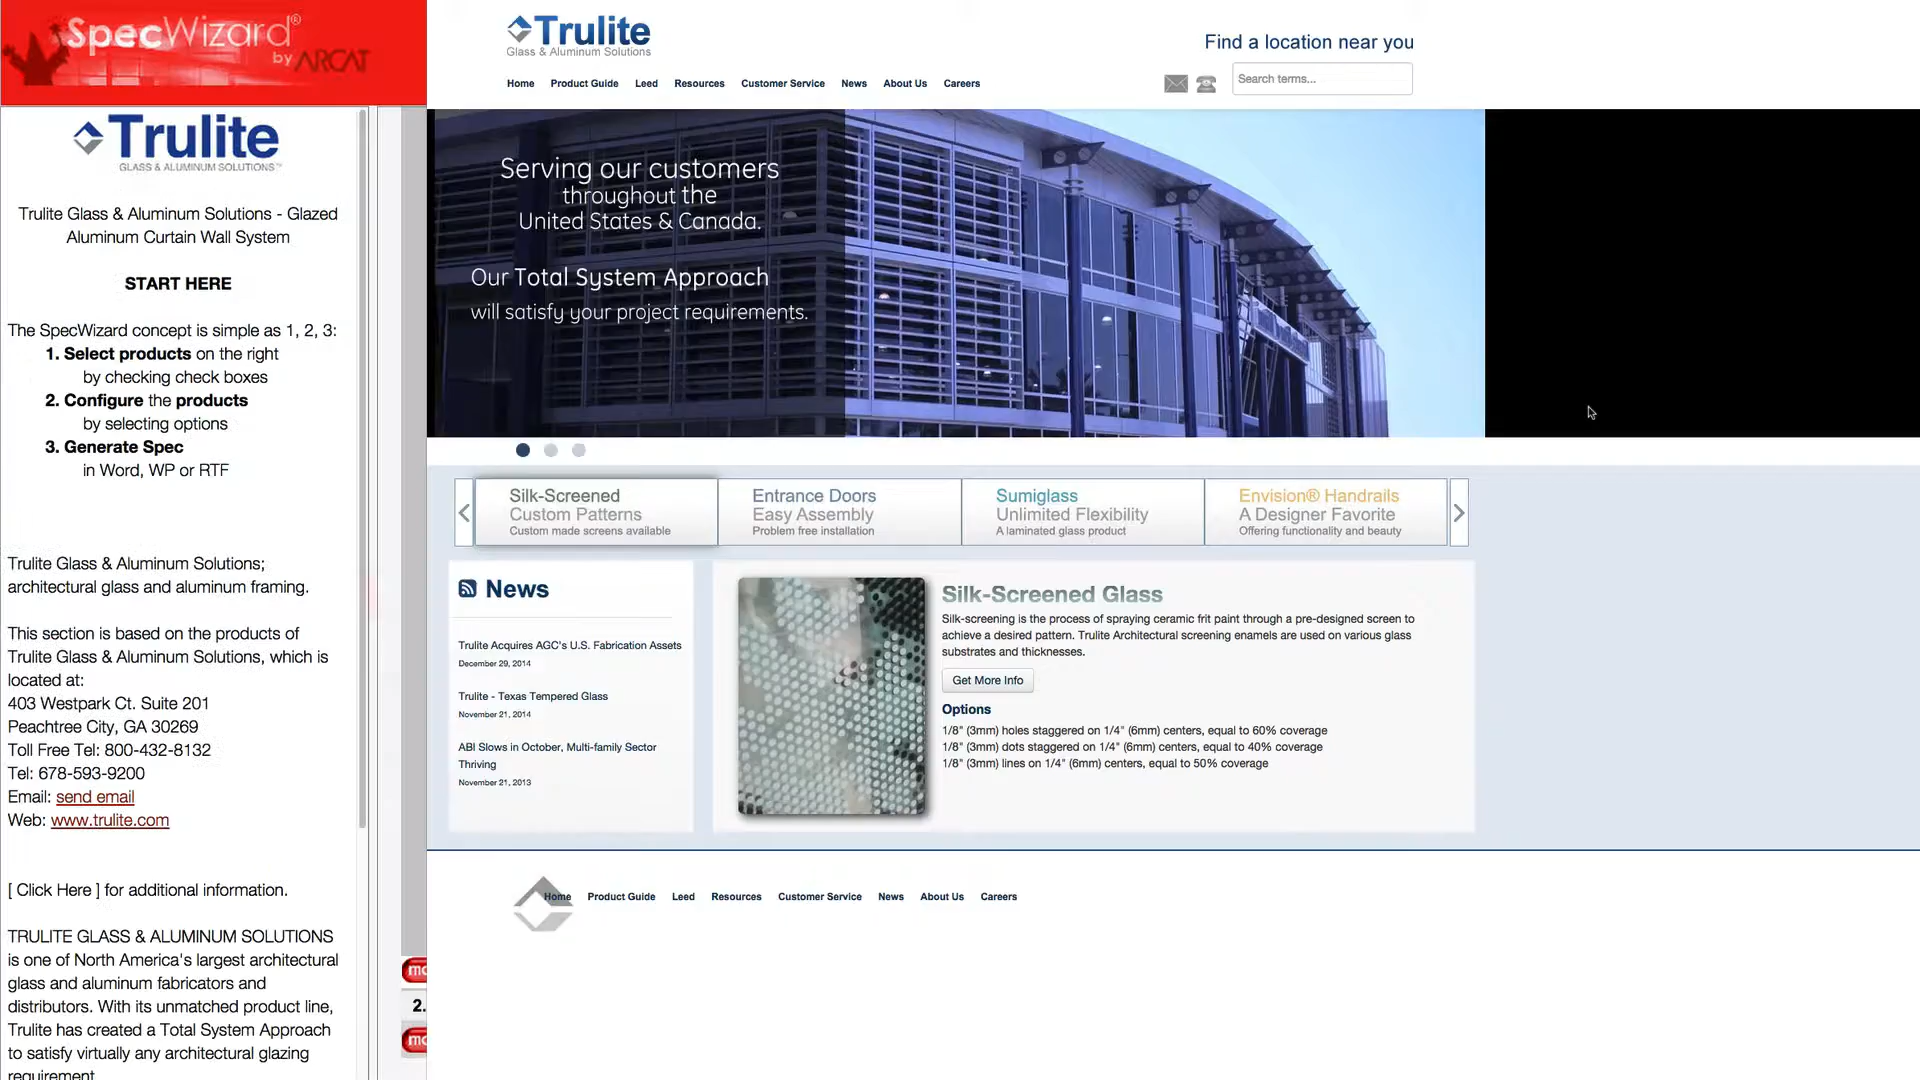 SpecWizard®
by ARCAT
Trulite
GLASS & ALUMINUM SOLUTIONS™
Trulite Glass & Aluminum Solutions - Glazed
Aluminum Curtain Wall System
START HERE
The SpecWizard concept is simple as 1, 2, 3:
1. Select products on the right
by checking check boxes
2. Configure the products
by selecting options
3. Generate Spec
in Word, WP or RTF
Trulite Glass & Aluminum Solutions;
architectural glass and aluminum framing.
This section is based on the products of
Trulite Glass & Aluminum Solutions, which is
located at:
403 Westpark Ct. Suite 201
Peachtree City, GA 30269
Toll Free Tel: 800-432-8132
Tel: 678-593-9200
Email: send email
Web: www.trulite.com
[ Click Here ] for additional information.
TRULITE GLASS & ALUMINUM SOLUTIONS
is one of North America's largest architectural
glass and aluminum fabricators and
distributors. With its unmatched product line,
Trulite has created a Total System Approach
to satisfy virtually any architectural glazing
requirement
2.
Trulite
Glass & Aluminum Solutions
Find a location near you
Search terms...
Home Product Guide Leed Resources Customer Service News About Us Careers
Serving our customers
throughout the
United States & Canada.
Our Total System Approach
will satisfy your project requirements.
Silk-Screened
Custom Patterns
Custom made screens available
Entrance Doors
Easy Assembly
Problem free installation
Sumiglass
Unlimited Flexibility
A laminated glass product
Envision® Handrails
A Designer Favorite
Offering functionality and beauty
News
Trulite Acquires AGC's U.S. Fabrication Assets
December 29, 2014
Trulite - Texas Tempered Glass
November 21, 2014
ABI Slows in October, Multi-family Sector
Thriving
November 21, 2013
Silk-Screened Glass
Silk-screening is the process of spraying ceramic frit paint through a pre-designed screen to
achieve a desired pattern. Trulite Architectural screening enamels are used on various glass
substrates and thicknesses.
Get More Info
Options
1/8" (3mm) holes staggered on 1/4" (6mm) centers, equal to 60% coverage
1/8" (3mm) dots staggered on 1/4" (6mm) centers, equal to 40% coverage
1/8" (3mm) lines on 1/4" (6mm) centers, equal to 50% coverage
Home Product Guide Leed Resources Customer Service News About Us Careers